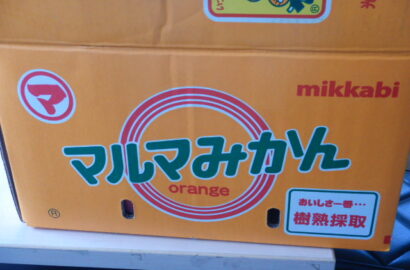 マ
mikkabi
マルマみかん
orange
おいしさ一番…
樹熟採取
®